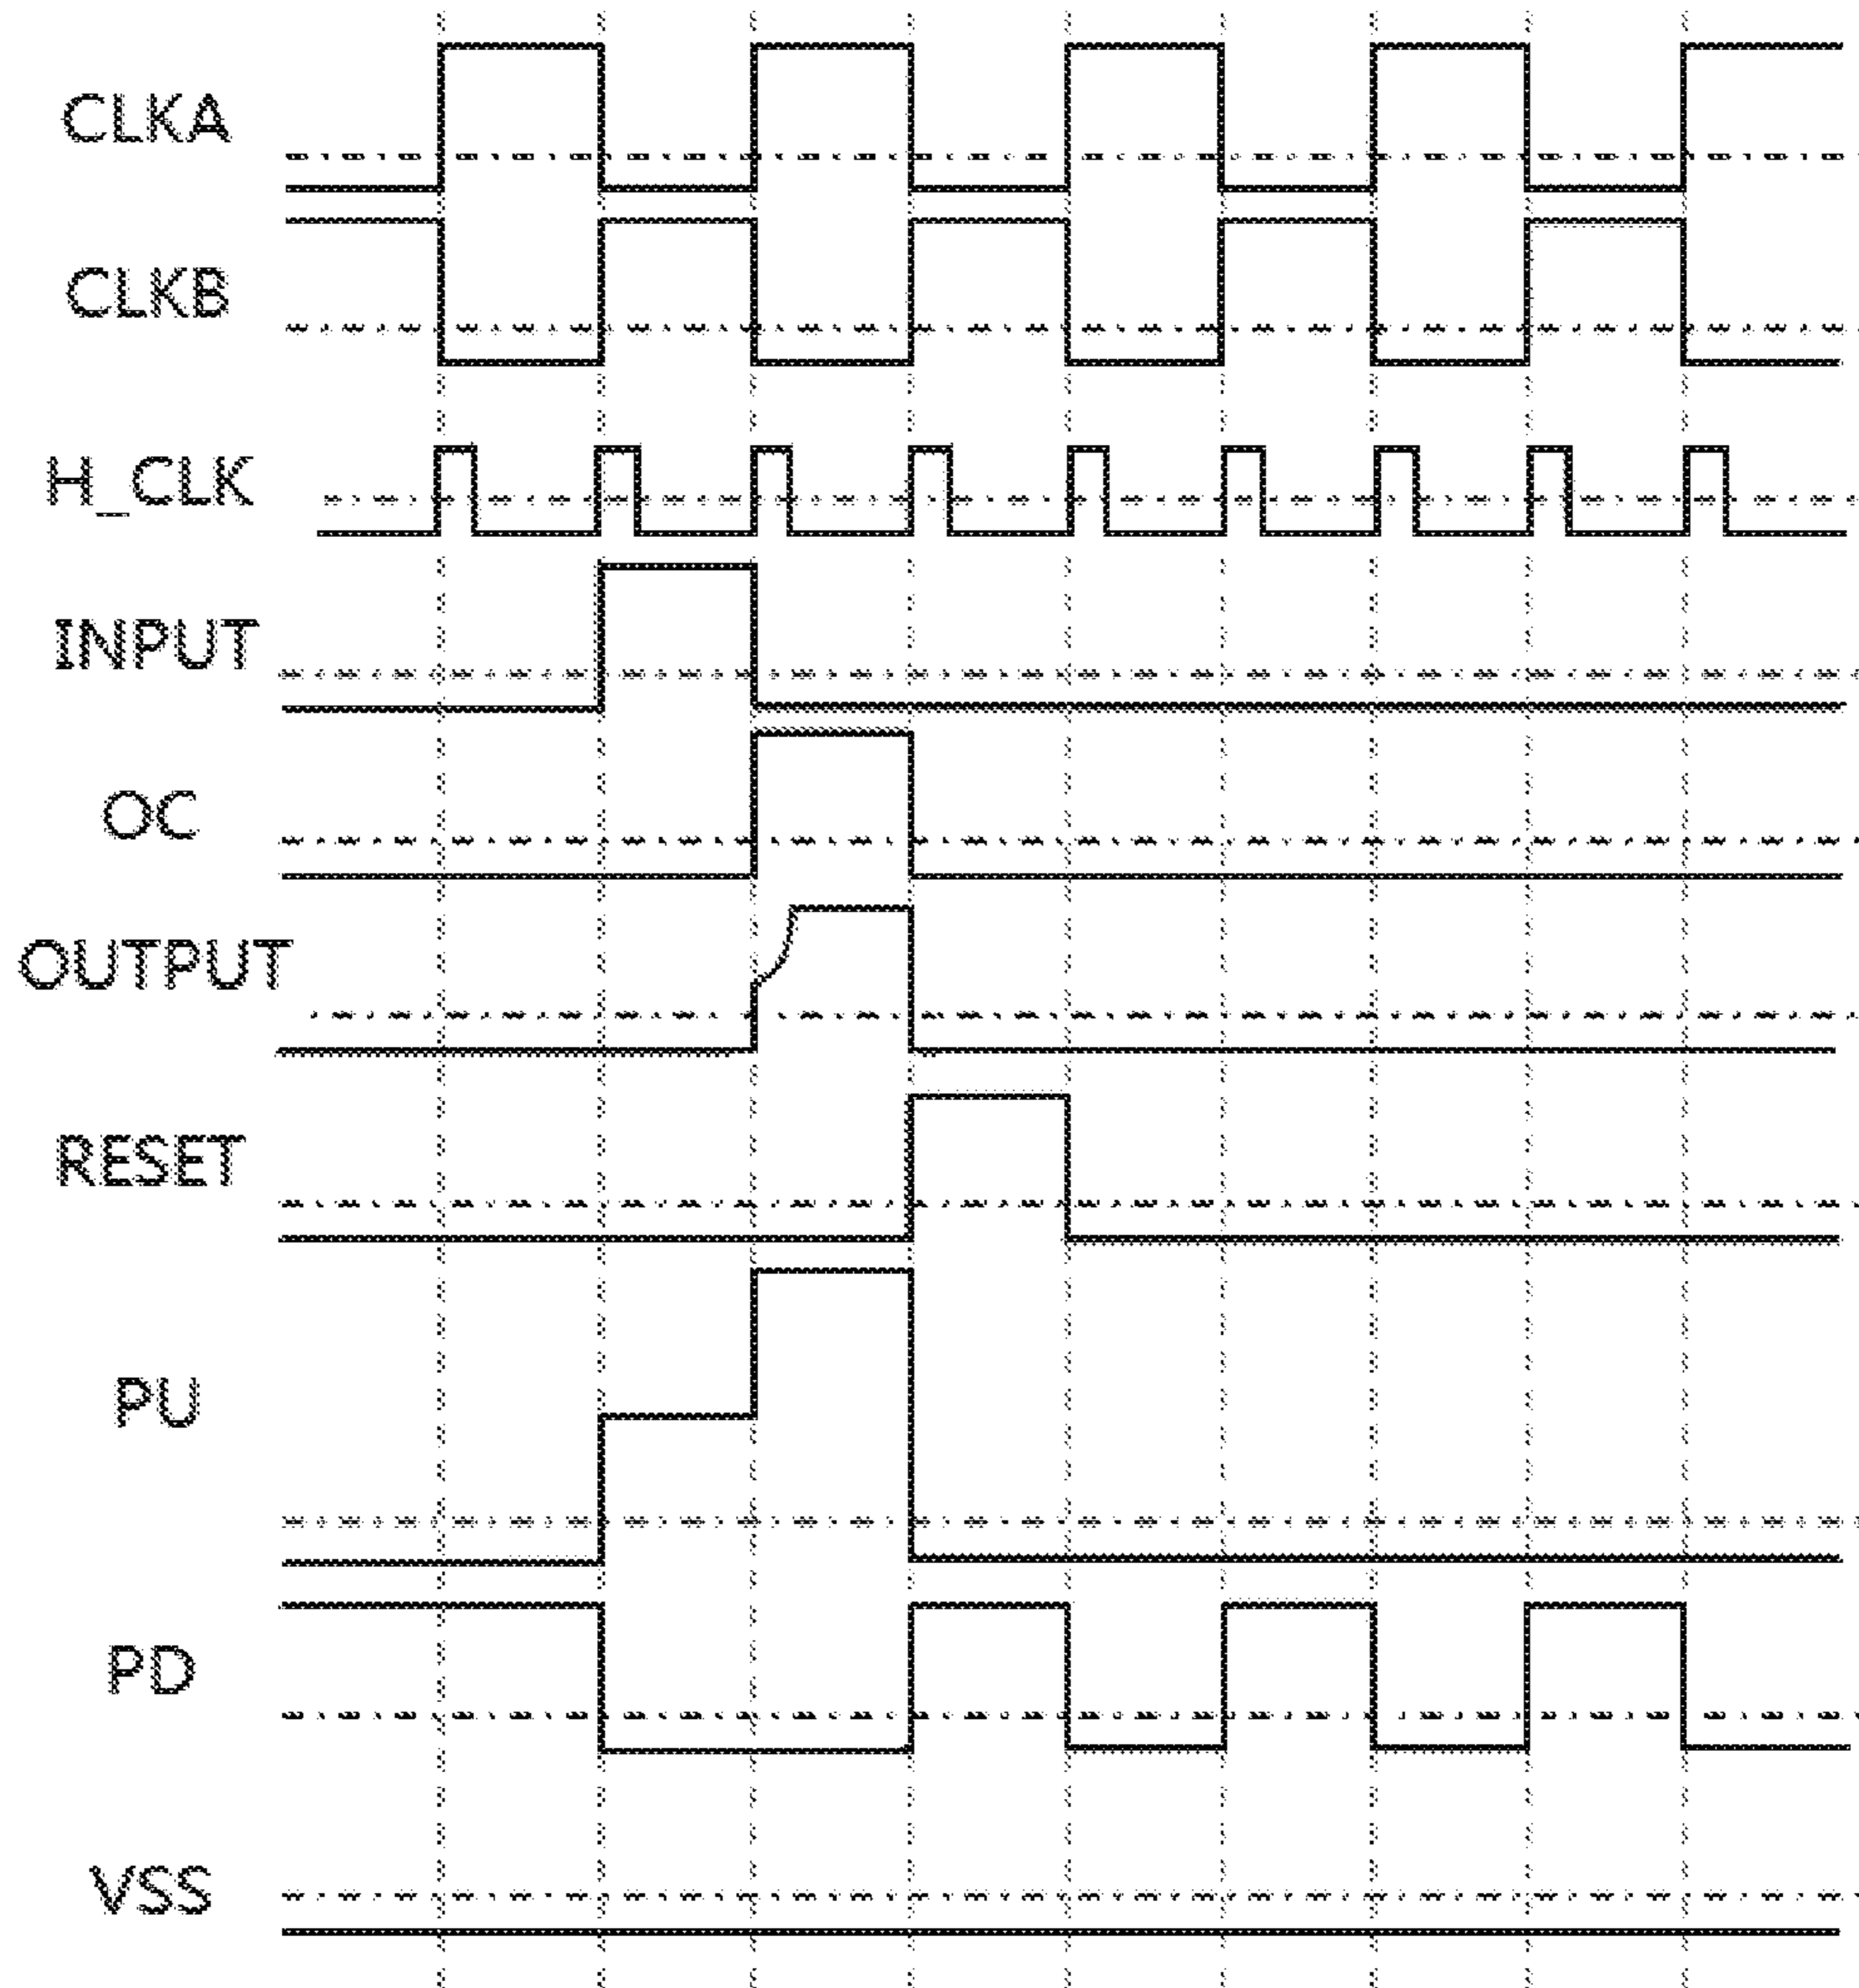 CLKA
CLKB
H_CLK
INPUT
OC
OUTPUT
RESET
PU
PD
VSS